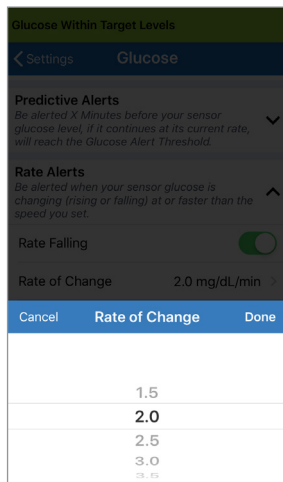 Glucose Within Target Levels
Settings Glucose
Predictive Alerts
Be alerted X Minutes before your sensor
glucose level, if it continues at its current rate,
will reach the Glucose Alert Threshold.
Rate Alerts
Be alerted when your sensor glucose is
changing (rising or falling) at or faster than the
speed you set.
Rate Falling
Rate of Change 2.0 mg/dL/min
Cancel Rate of Change Done
1.5
2.0
2.5
3.0
3.5